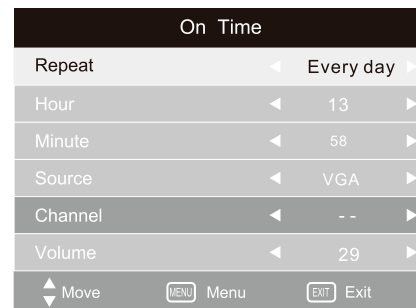 On Time
Repeat Every day
Hour 13
Minute 58
Source VGA
Channel - -
Volume 29
Move MENU Menu EXIT Exit